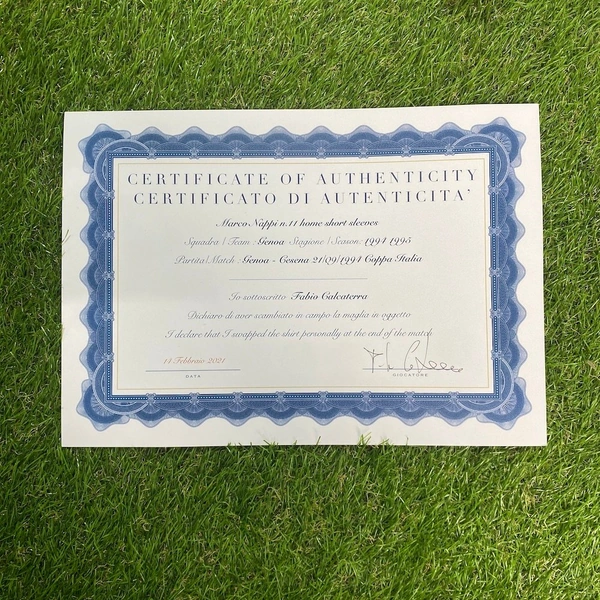 CERTIFICATE OF AUTHENTICITY
CERTIFICATO DI AUTENTICITA'
Marco Nappi n.11 home short sleeves
Squadra | Team : Genoa Stagione | Season: 1994 1995
Partita|Match : Genoa - Cesena 21/09/1994 Coppa Italia
Io sottoscritto Fabio Calcaterra
Dichiaro di aver scambiato in campo la maglia in oggetto
I declare that I swapped the shirt personally at the end of the match
14 Febbraio 2021
DATA
GIOCATORE